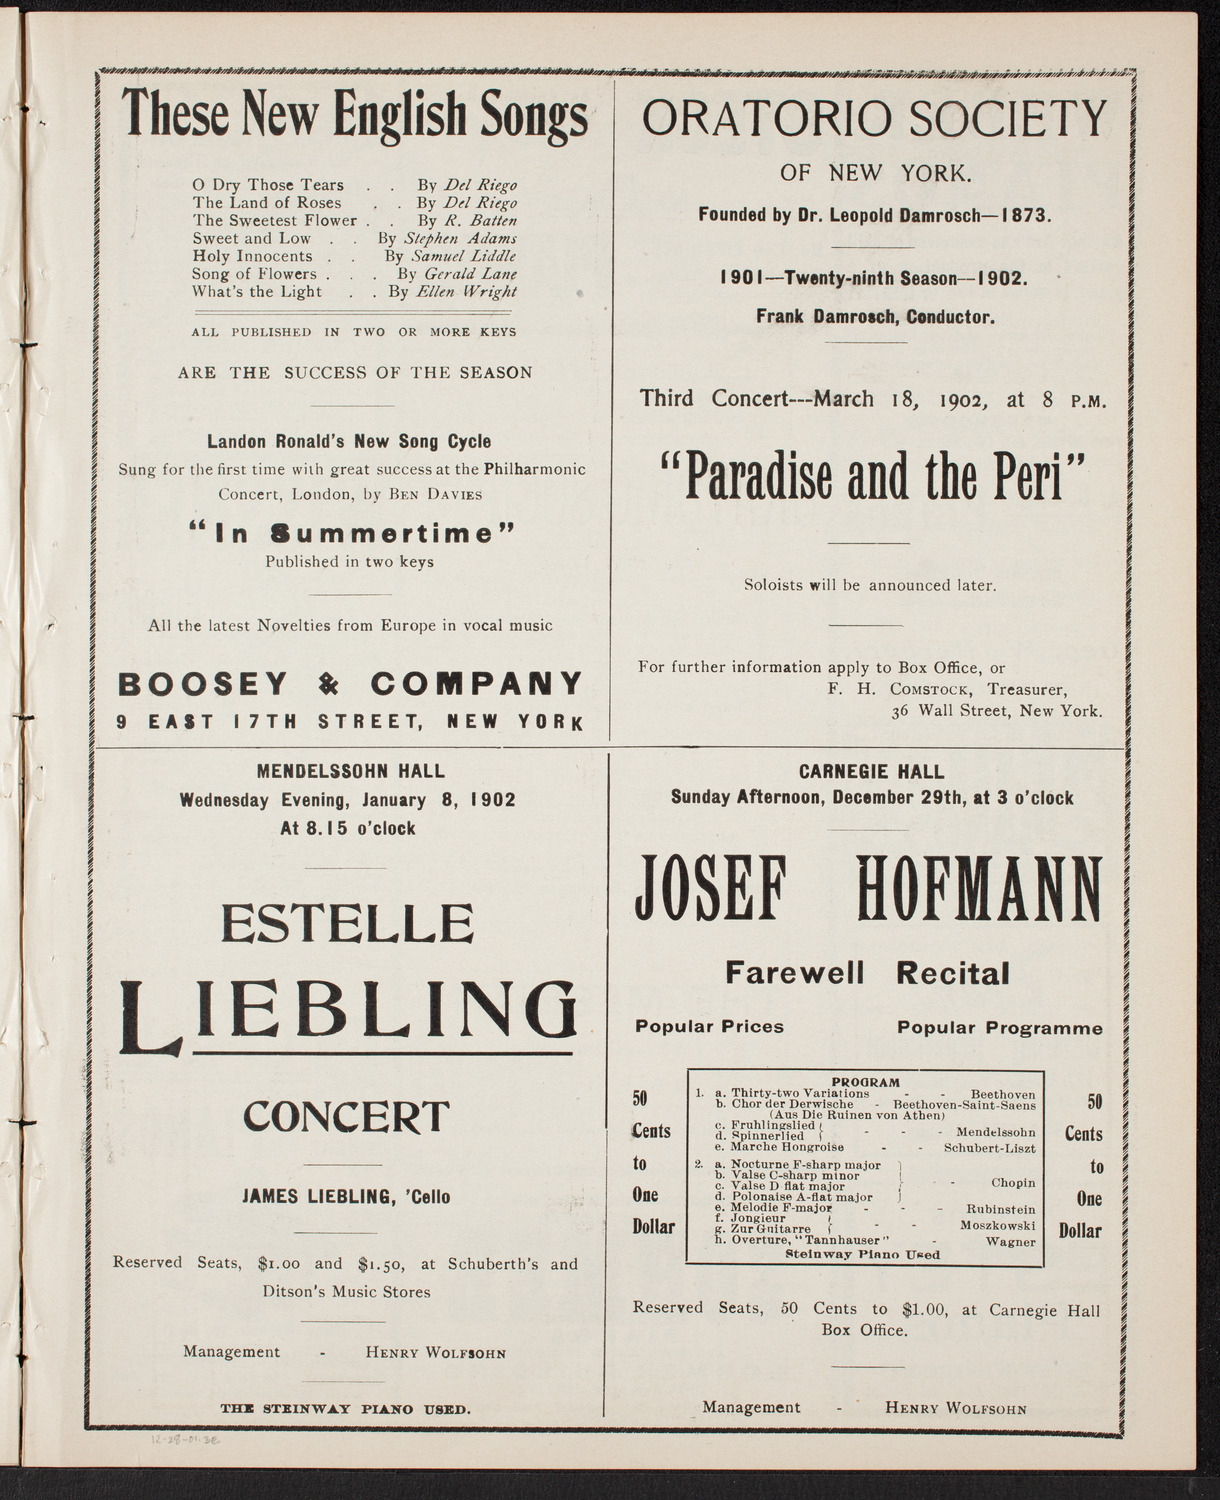 These New English Songs
O Dry Those Tears . . By Del Riego
The Land of Roses . . By Del Riego
The Sweetest Flower . . By R. Batten
Sweet and Low . . By Stephen Adams
Holy Innocents . . By Samuel Liddle
Song of Flowers . . . By Gerald Lane
What's the Light . . By Ellen Wright
ALL PUBLISHED IN TWO OR MORE KEYS
ARE THE SUCCESS OF THE SEASON
Landon Ronald's New Song Cycle
Sung for the first time with great success at the Philharmonic
Concert, London, by BEN DAVIES
"In Summertime"
Published in two keys
All the latest Novelties from Europe in vocal music
BOOSEY & COMPANY
9 EAST 17TH STREET, NEW YORK
ORATORIO SOCIETY
OF NEW YORK.
Founded by Dr. Leopold Damrosch—1873.
1901—Twenty-ninth Season—1902.
Frank Damrosch, Conductor.
Third Concert---March 18, 1902, at 8 P.M.
"Paradise and the Peri"
Soloists will be announced later.
For further information apply to Box Office, or
F. H. COMSTOCK, Treasurer,
36 Wall Street, New York.
MENDELSSOHN HALL
Wednesday Evening, January 8, 1902
At 8.15 o'clock
ESTELLE
LIEBLING
CONCERT
JAMES LIEBLING, 'Cello
Reserved Seats, $1.00 and $1.50, at Schuberth's and
Ditson's Music Stores
Management - HENRY WOLFSOHN
THE STEINWAY PIANO USED.
CARNEGIE HALL
Sunday Afternoon, December 29th, at 3 o'clock
JOSEF HOFMANN
Farewell Recital
Popular Prices Popular Programme
50
Cents
to
One
Dollar
PROGRAM
1. a. Thirty-two Variations - - Beethoven
b. Chor der Derwische - Beethoven-Saint-Saens
(Aus Die Ruinen von Athen)
c. Fruhlingslied
d. Spinnerlied - - - Mendelssohn
e. Marche Hongroise - - Schubert-Liszt
2. a. Nocturne F-sharp major
b. Valse C-sharp minor
c. Valse D flat major - - Chopin
d. Polonaise A-flat major
e. Melodie F-major - - - Rubinstein
f. Jongleur
g. Zur Guitarre - - Moszkowski
h. Overture, "Tannhauser" - Wagner
Steinway Piano Used
50
Cents
to
One
Dollar
Reserved Seats, 50 Cents to $1.00, at Carnegie Hall
Box Office.
Management - HENRY WOLFSOHN
12-28-01-3E